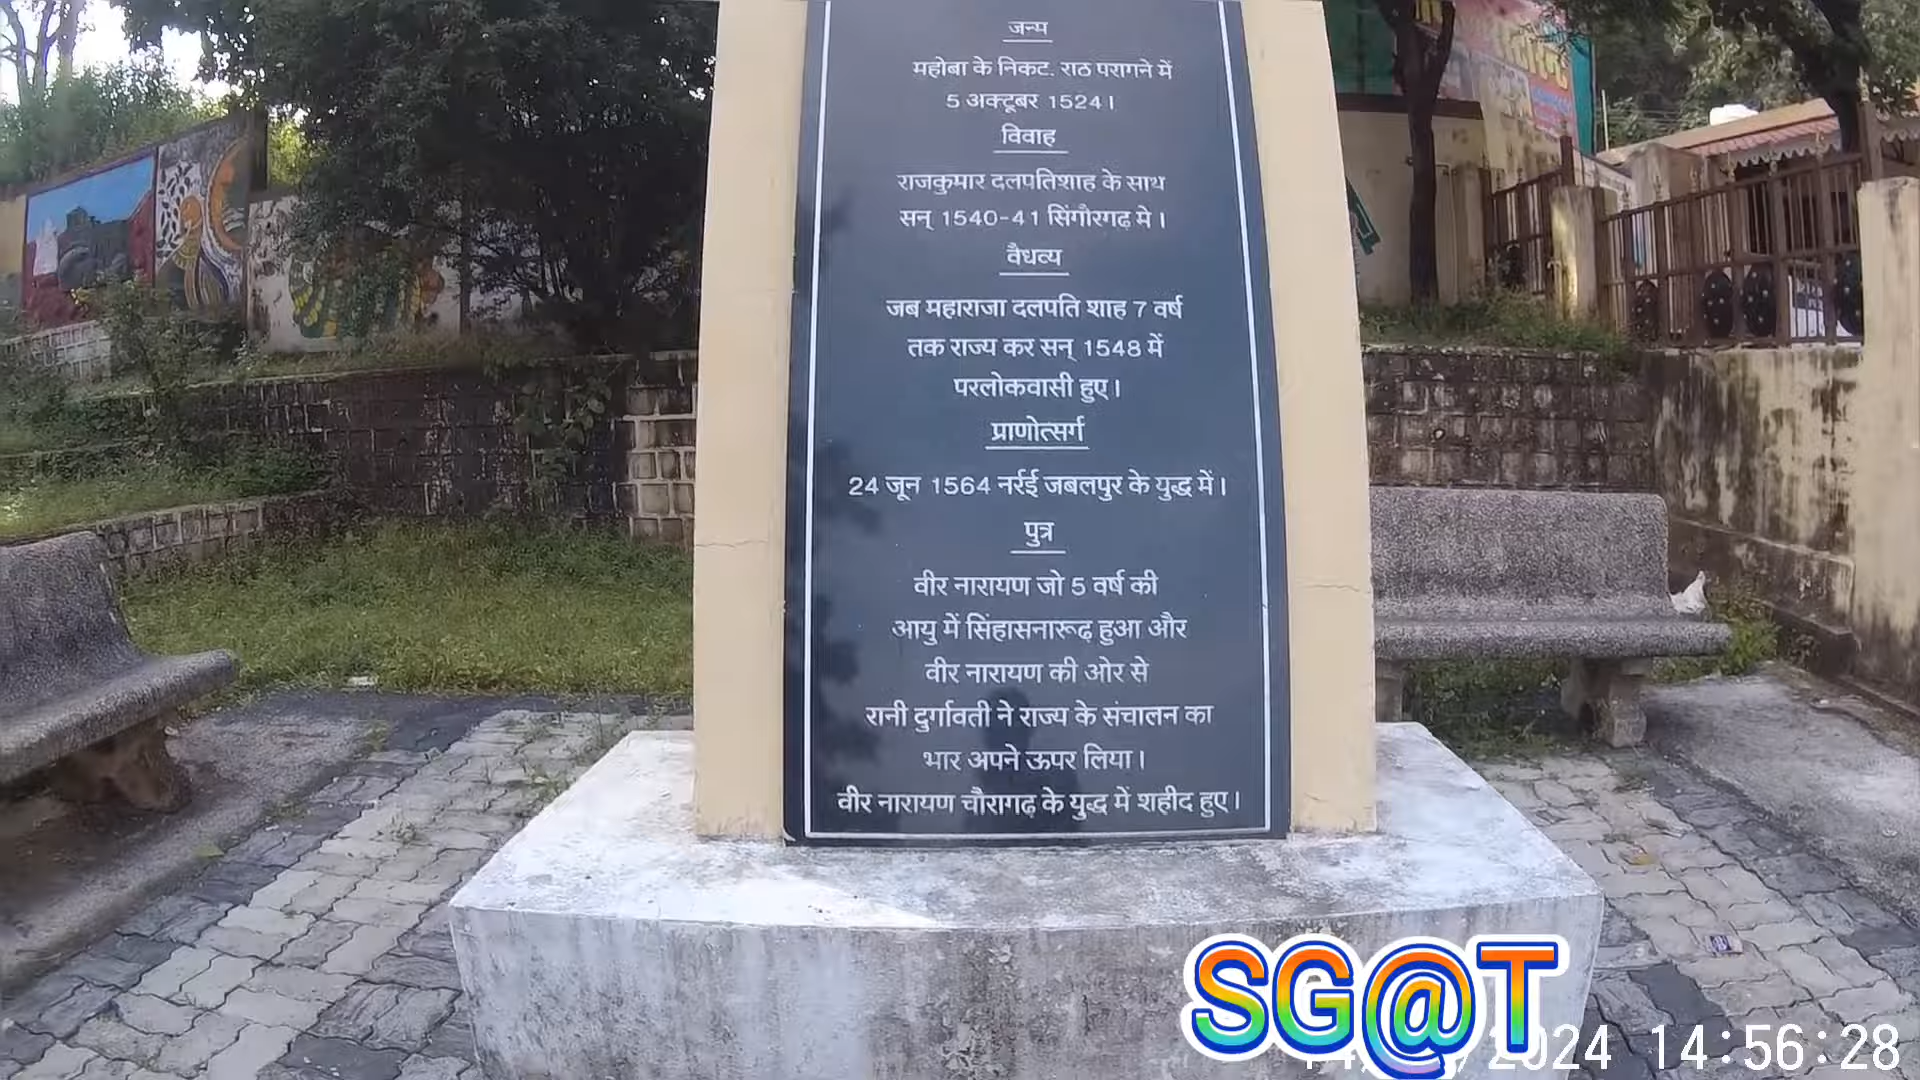 जन्म
महोबा के निकट. राठ परागने में
5 अक्टूबर 1524।
विवाह
राजकुमार दलपतिशाह के साथ
सन् 1540-41 सिंगौरगढ़ मे।
वैधव्य
जब महाराजा दलपति शाह 7 वर्ष
तक राज्य कर सन् 1548 में
परलोकवासी हुए।
प्राणोत्सर्ग
24 जून 1564 नर्रई जबलपुर के युद्ध में।
पुत्र
वीर नारायण जो 5 वर्ष की
आयु में सिंहासनारूढ़ हुआ और
वीर नारायण की ओर से
रानी दुर्गावती ने राज्य के संचालन का
भार अपने ऊपर लिया।
वीर नारायण चौरागढ़ के युद्ध में शहीद हुए।
SG@T
2024 14:56:28